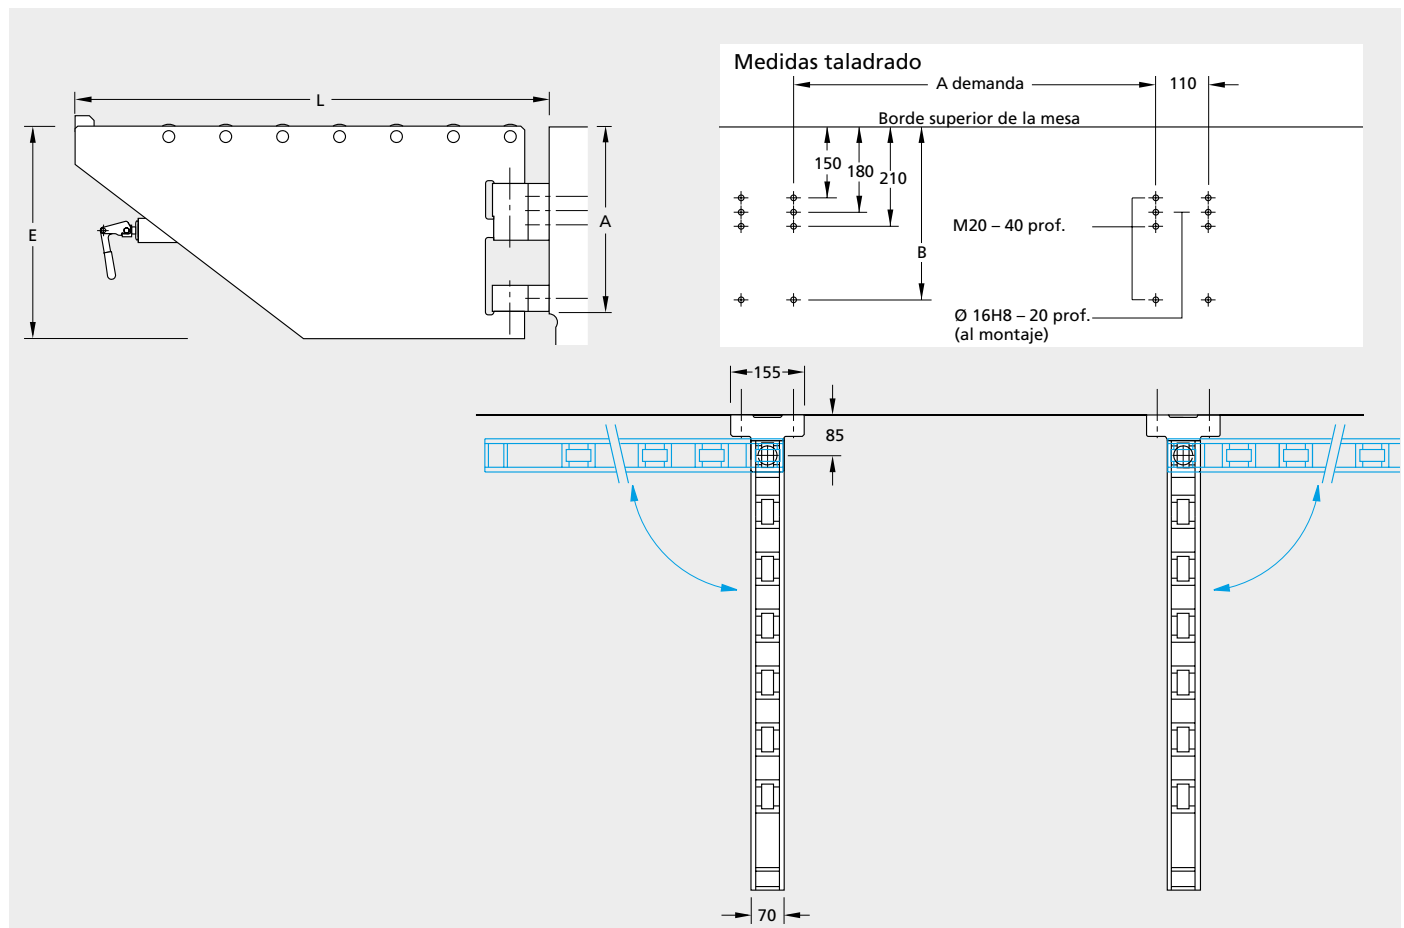 Medidas taladrado
A demanda
110
L
Borde superior de la mesa
150
180
210
E
A
M20 – 40 prof.
B
Ø 16H8 – 20 prof.
(al montaje)
155
85
70